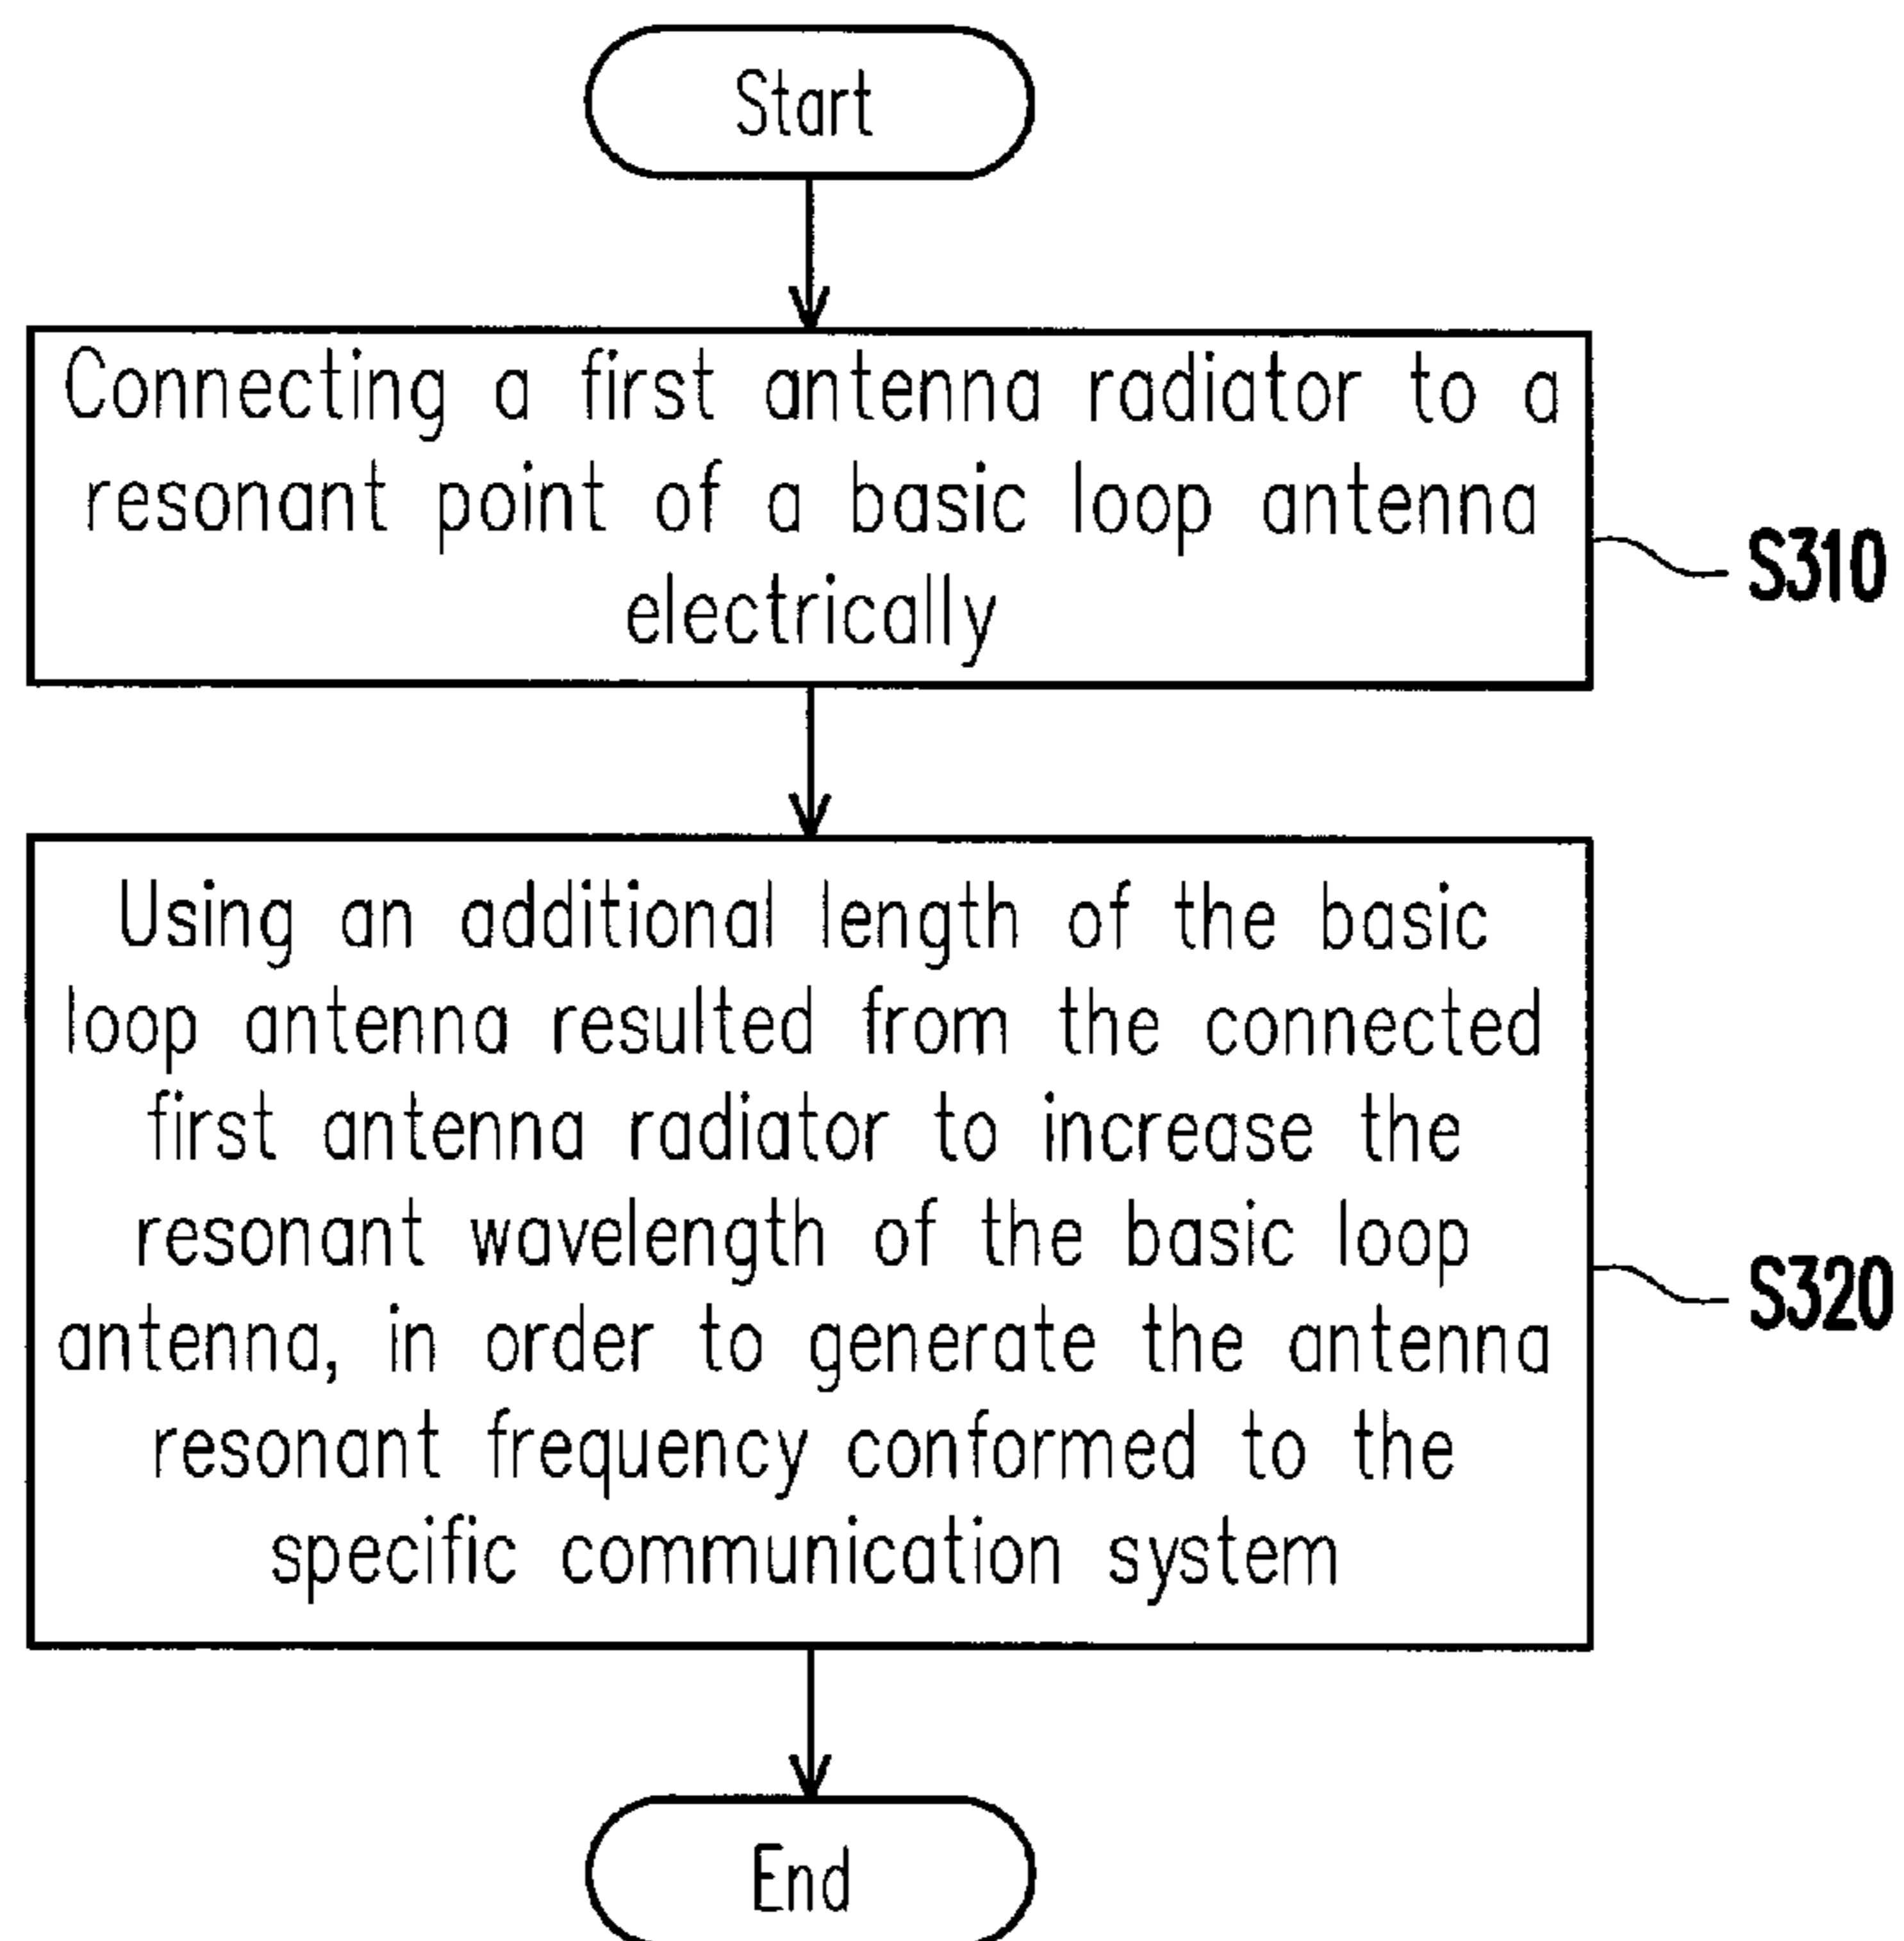 Start
Connecting a first antenna radiator to a
resonant point of a basic loop antenna
electrically
S310
Using an additional length of the basic
loop antenna resulted from the connected
first antenna radiator to increase the
resonant wavelength of the basic loop
antenna, in order to generate the antenna
resonant frequency conformed to the
specific communication system
S320
End